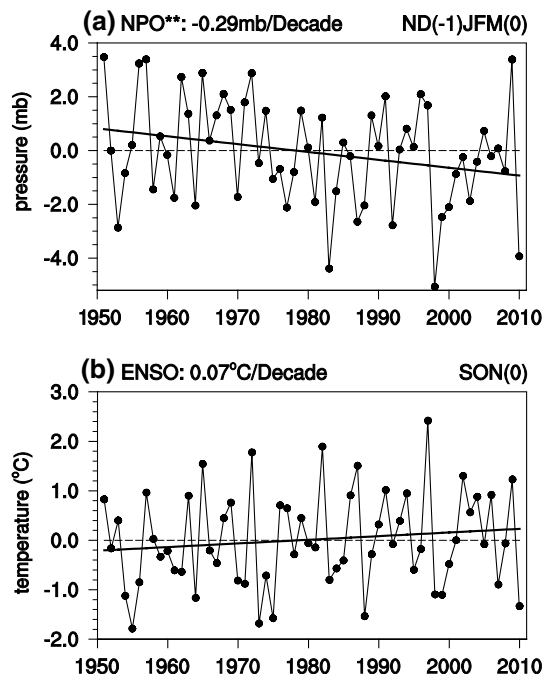 (a) NPO**: -0.29mb/Decade ND(-1)JFM(0)
4.0
2.0
0.0
-2.0
-4.0
pressure (mb)
1950 1960 1970 1980 1990 2000 2010
(b) ENSO: 0.07°C/Decade SON(0)
3.0
2.0
1.0
0.0
-1.0
-2.0
temperature (°C)
1950 1960 1970 1980 1990 2000 2010